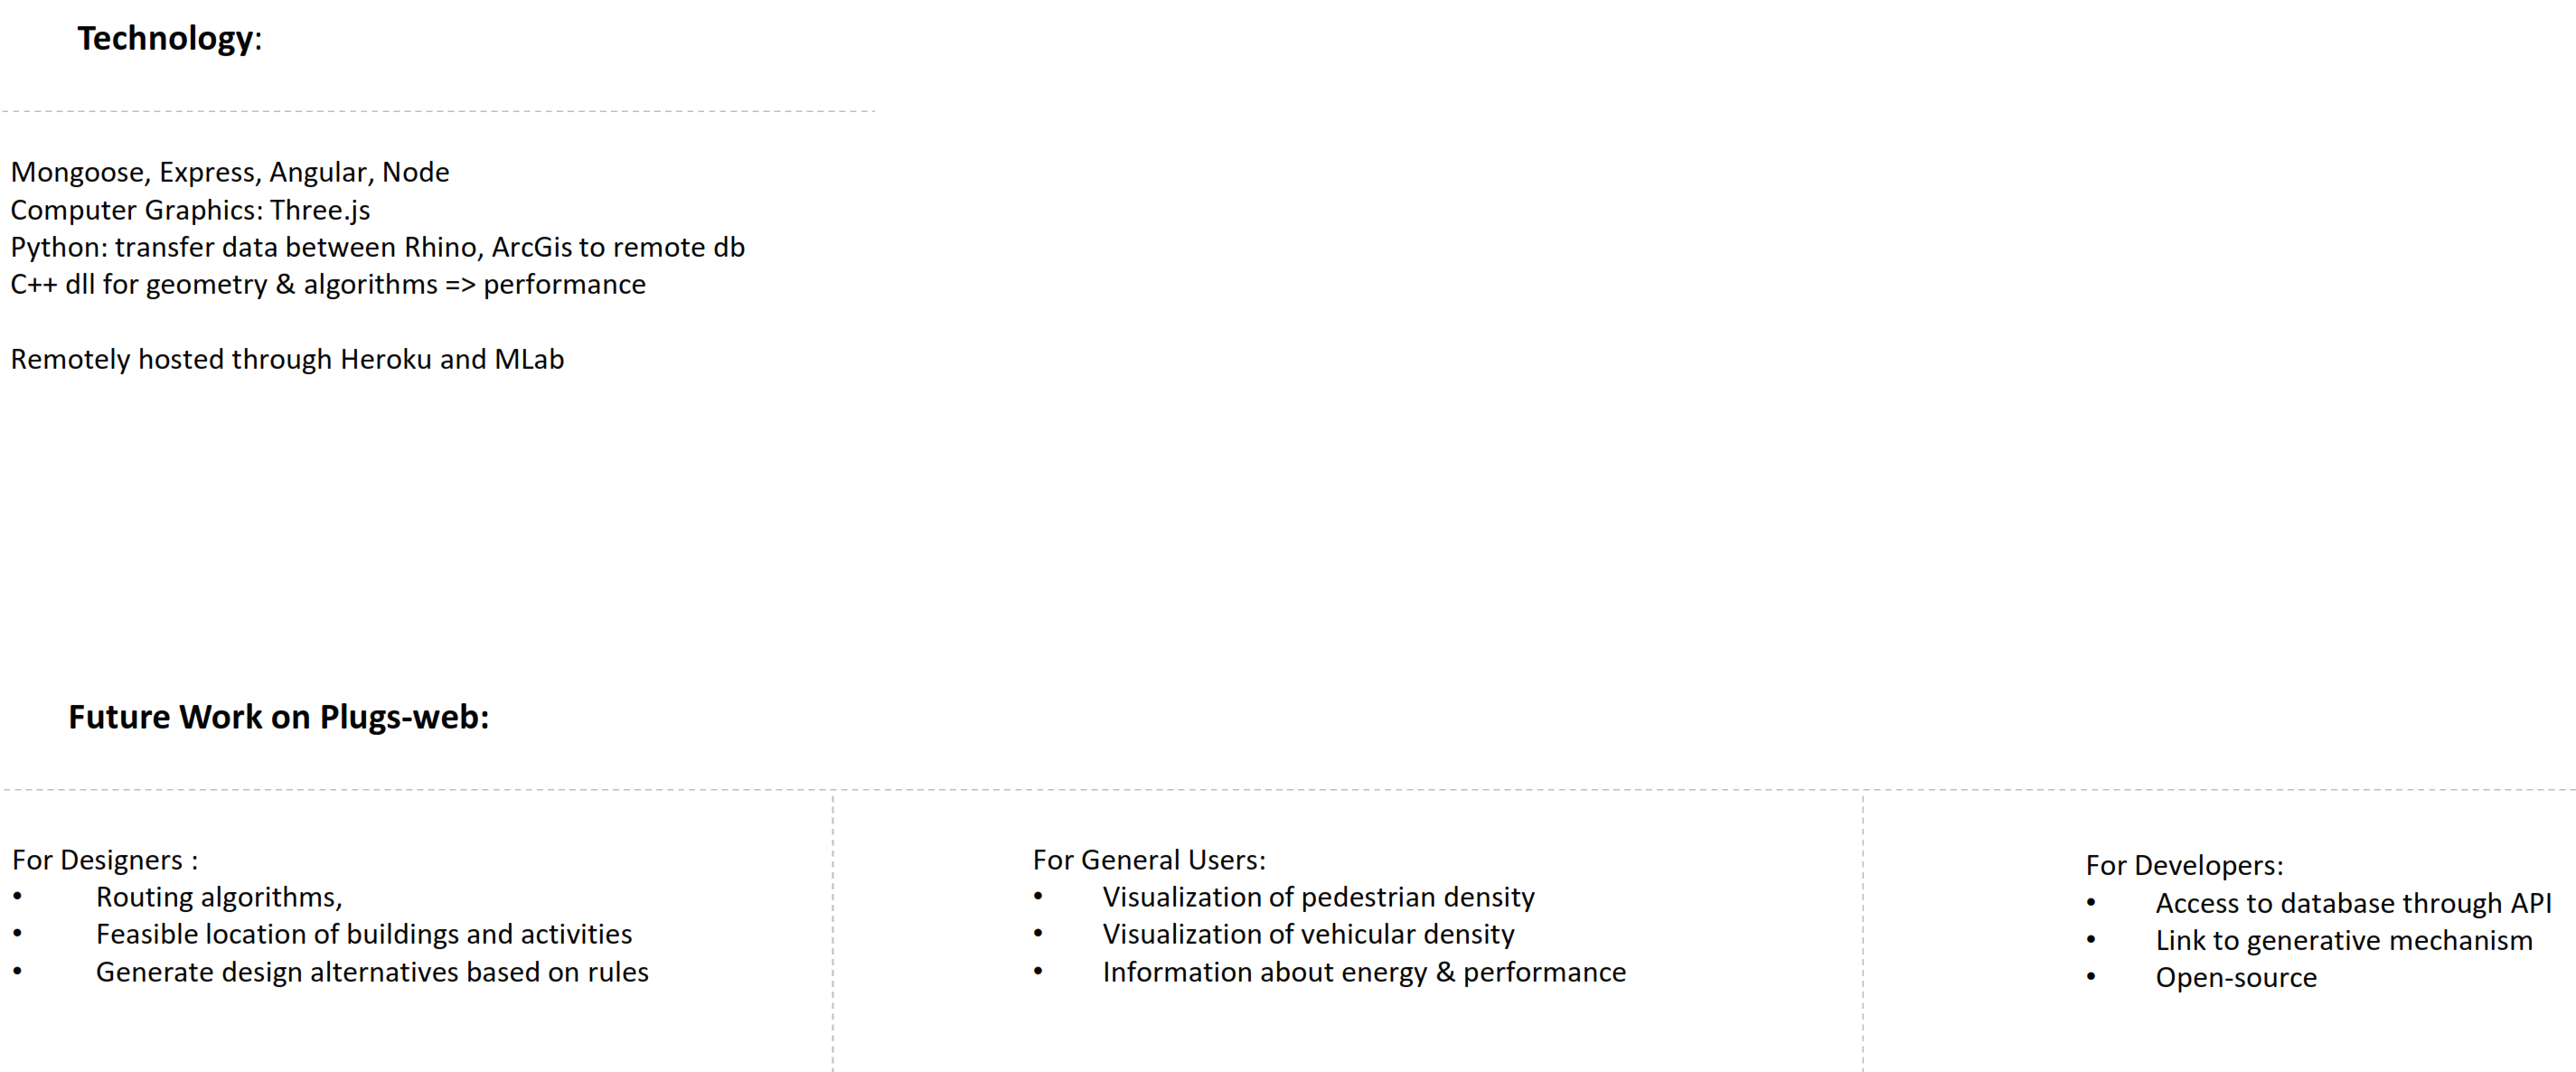 Technology:
Mongoose, Express, Angular, Node
Computer Graphics: Three.js
Python: transfer data between Rhino, ArcGis to remote db
C++ dll for geometry & algorithms => performance
Remotely hosted through Heroku and MLab
Future Work on Plugs-web:
For Designers :
• Routing algorithms,
• Feasible location of buildings and activities
• Generate design alternatives based on rules
For General Users:
• Visualization of pedestrian density
• Visualization of vehicular density
• Information about energy & performance
For Developers:
• Access to database through API
• Link to generative mechanism
• Open-source